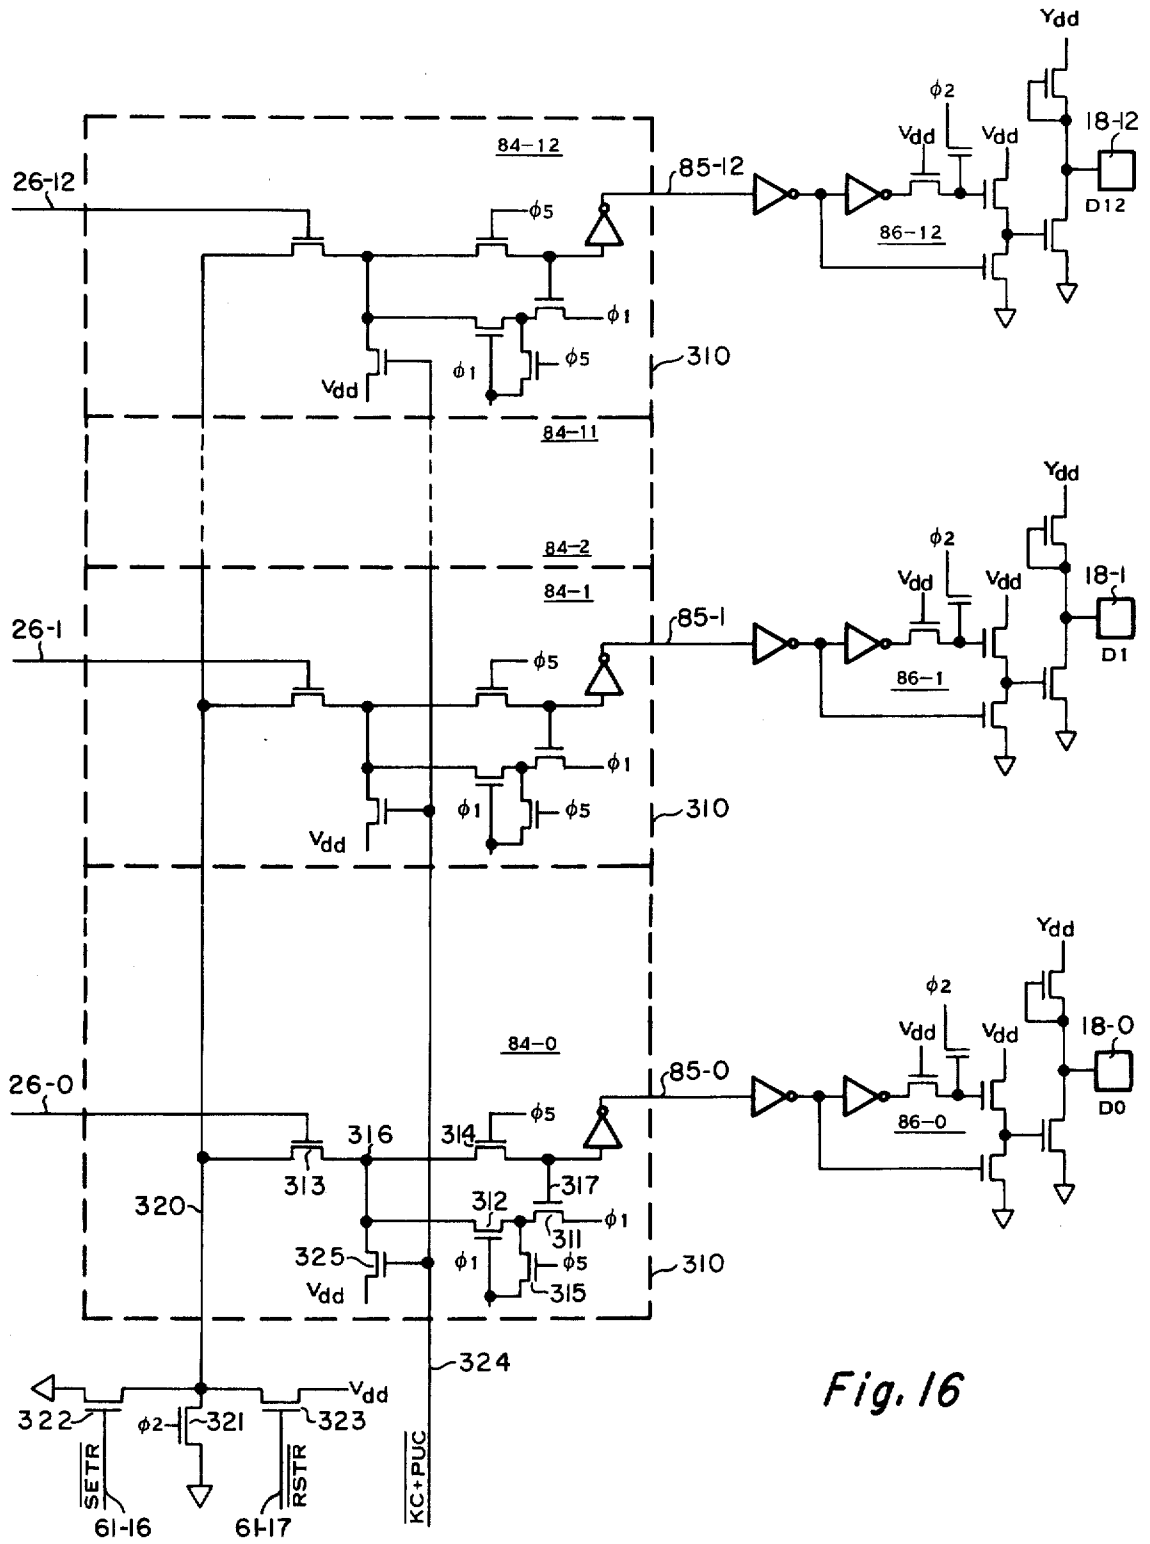 Ydd
ϕ2
Vdd
Vdd
18-12
D12
84-12
26-12
ϕ5
85-12
86-12
ϕ1
ϕ1
ϕ5
310
Vdd
84-11
84-2
84-1
Ydd
ϕ2
Vdd
Vdd
18-1
D1
26-1
ϕ5
85-1
86-1
ϕ1
ϕ1
ϕ5
310
Vdd
Ydd
ϕ2
Vdd
Vdd
18-0
D0
84-0
26-0
ϕ5
85-0
86-0
316
314
313
317
320
312
311
ϕ1
325
ϕ1
ϕ5
315
310
Vdd
324
Vdd
322
ϕ2
321
323
SETR
RSTR
KC+PUC
61-16
61-17
Fig. 16